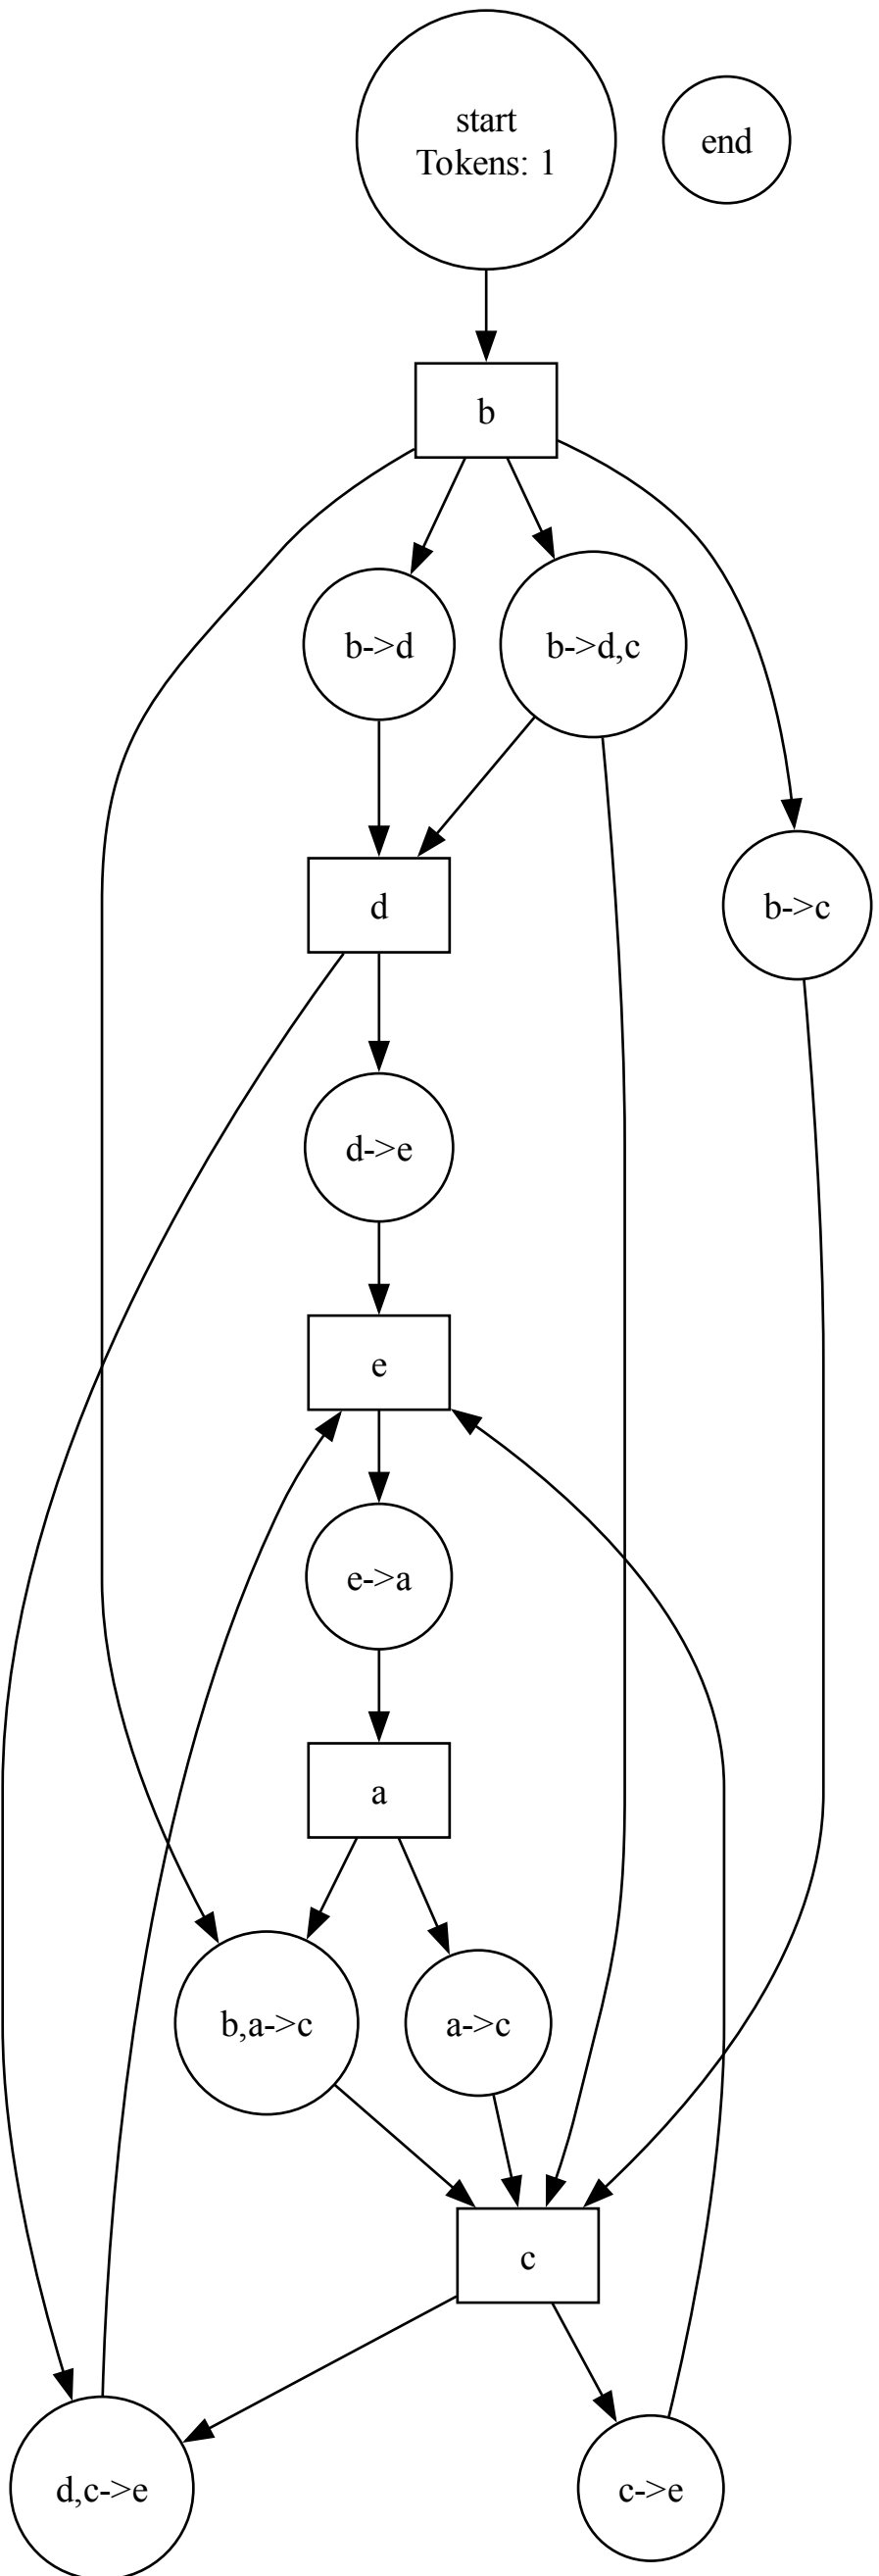 start
Tokens: 1
end
b
b->d
b->d,c
d
b->c
d->e
e
e->a
a
b,a->c
a->c
c
d,c->e
c->e